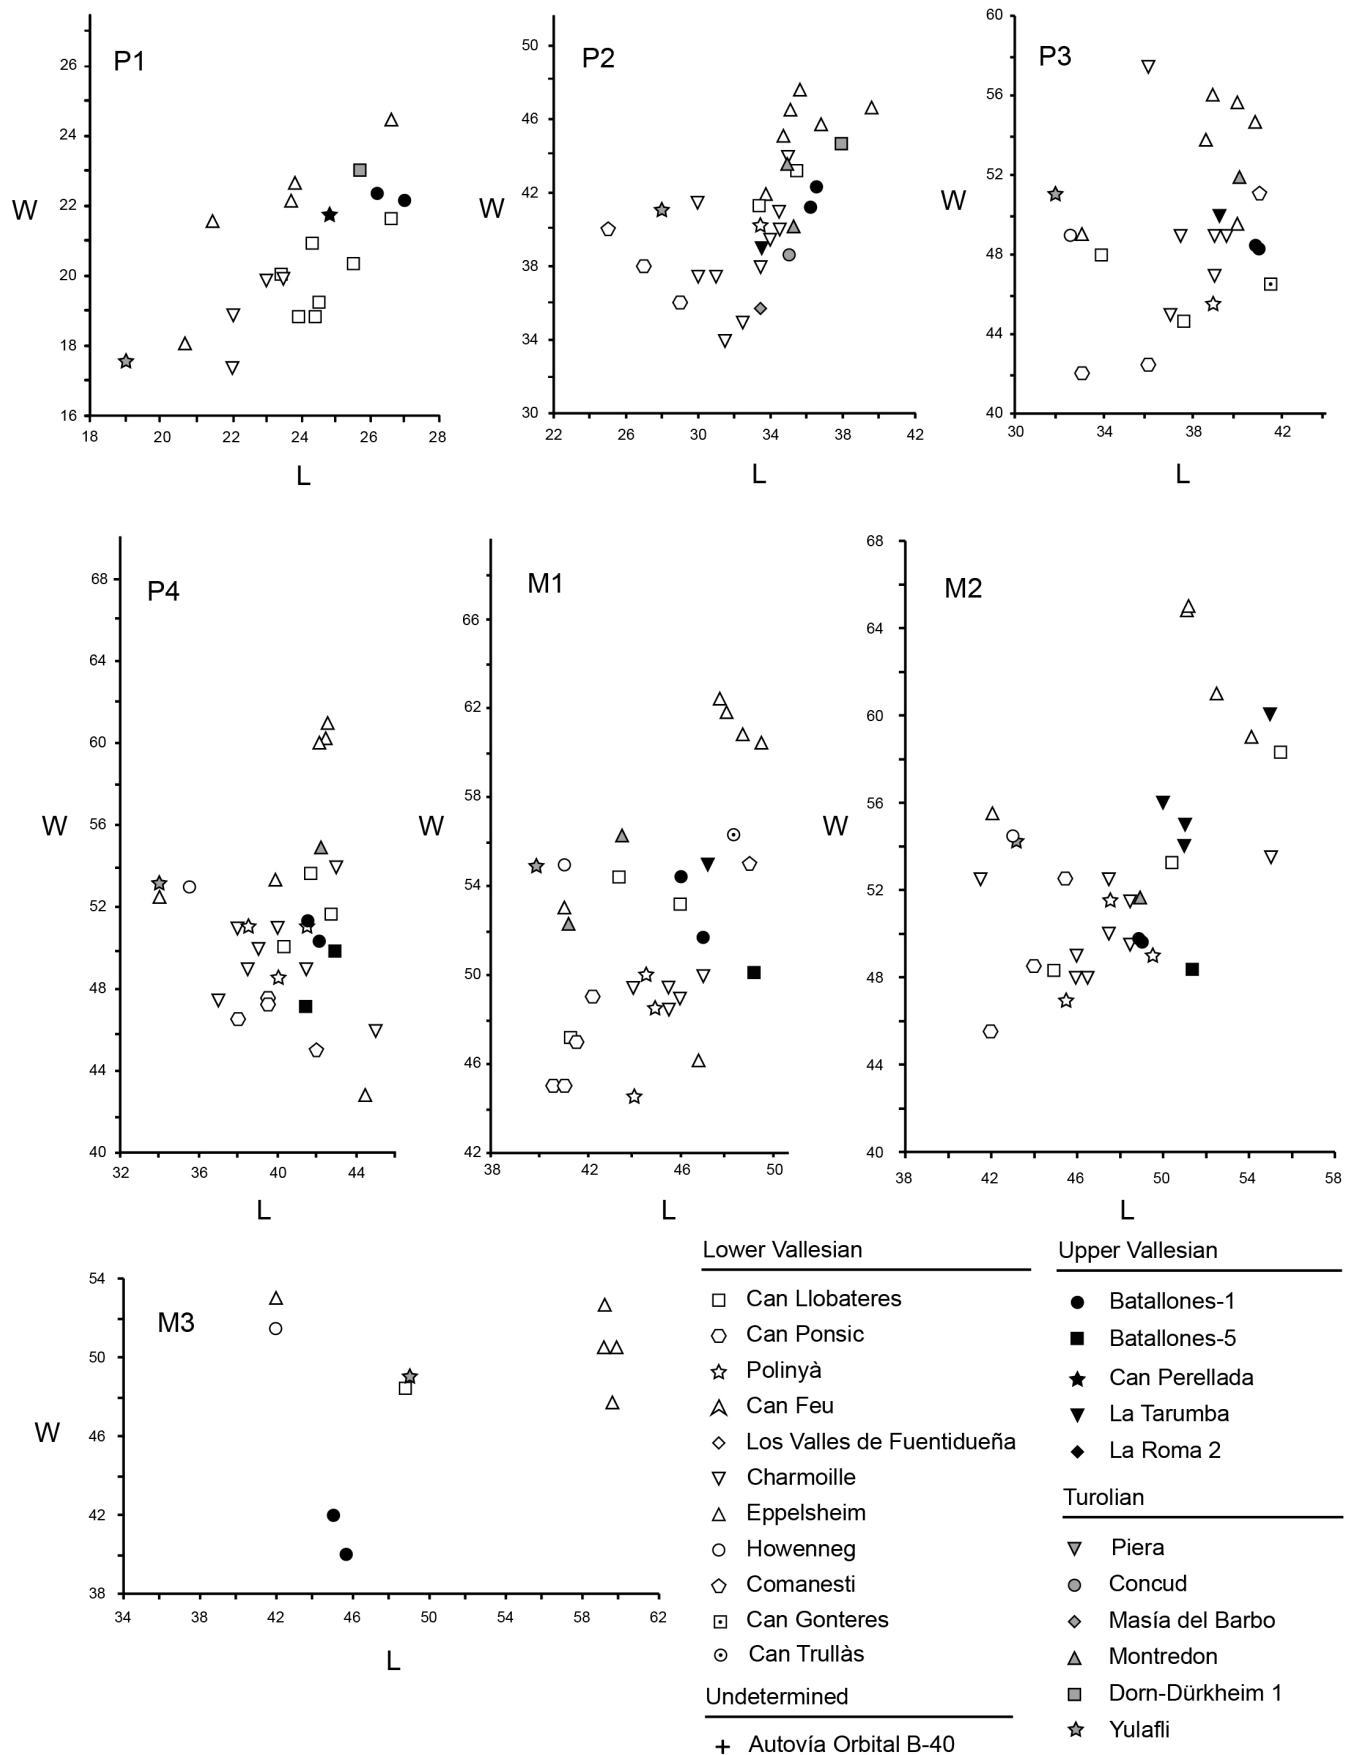 P1
26
24
22
20
18
16
W
18 20 22 24 26 28
L
P2
50
46
42
38
34
30
W
22 26 30 34 38 42
L
P3
60
56
52
48
44
40
W
30 34 38 42
L
P4
68
64
60
56
52
48
44
40
W
32 36 40 44
L
M1
66
62
58
54
50
46
42
W
38 42 46 50
L
M2
68
64
60
56
52
48
44
40
W
38 42 46 50 54 58
L
M3
54
50
46
42
38
W
34 38 42 46 50 54 58 62
L
Lower Vallesian
Can Llobateres
Can Ponsic
Polinyà
Can Feu
Los Valles de Fuentidueña
Charmoille
Eppelsheim
Howenneg
Comanesti
Can Gonteres
Can Trullàs
Undetermined
Autovía Orbital B-40
Upper Vallesian
Batallones-1
Batallones-5
Can Perellada
La Tarumba
La Roma 2
Turolian
Piera
Concud
Masía del Barbo
Montredon
Dorn-Dürkheim 1
Yulafli